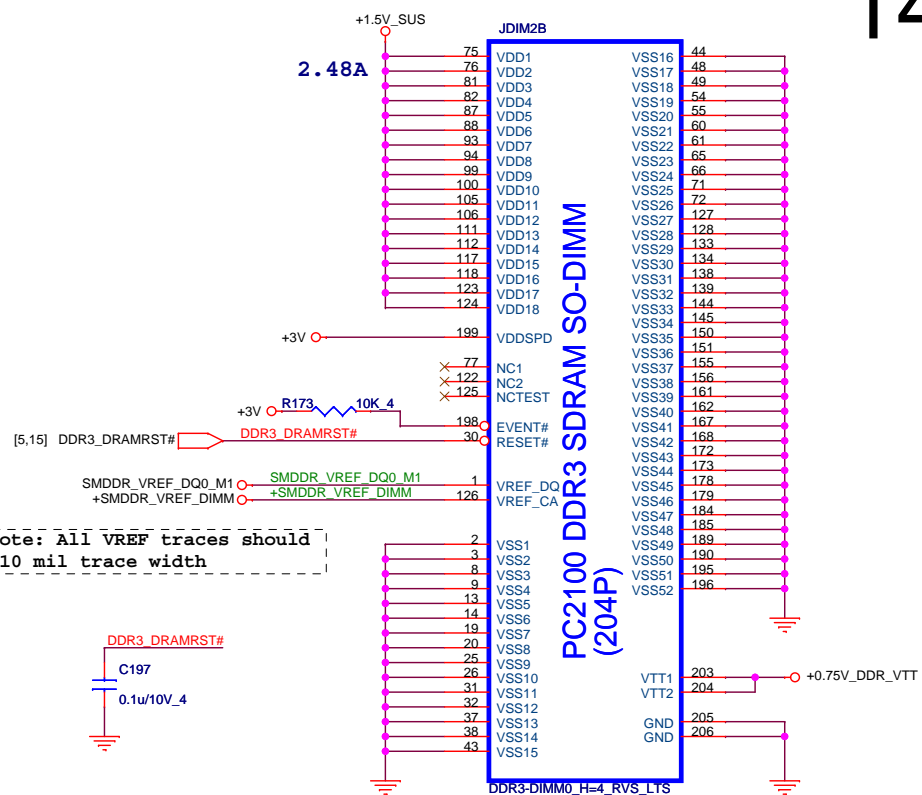 14
+1.5V_SUS
JDIM2B
2.48A
75 VDD1 VSS16 44
76 VDD2 VSS17 48
81 VDD3 VSS18 49
82 VDD4 VSS19 54
87 VDD5 VSS20 55
88 VDD6 VSS21 60
93 VDD7 VSS22 61
94 VDD8 VSS23 65
99 VDD9 VSS24 66
100 VDD10 VSS25 71
105 VDD11 VSS26 72
106 VDD12 VSS27 127
111 VDD13 VSS28 128
112 VDD14 VSS29 133
117 VDD15 VSS30 134
118 VDD16 VSS31 138
123 VDD17 VSS32 139
124 VDD18 VSS33 144
VSS34 145
+3V 199 VDDSPD VSS35 150
VSS36 151
77 NC1 VSS37 155
122 NC2 VSS38 156
125 NCTEST VSS39 161
+3V R173 10K_4 VSS40 162
198 EVENT# VSS41 167
[5,15] DDR3_DRAMRST# DDR3_DRAMRST# 30 RESET# VSS42 168
VSS43 172
VSS44 173
SMDDR_VREF_DQ0_M1 SMDDR_VREF_DQ0_M1 1 VREF_DQ VSS45 178
+SMDDR_VREF_DIMM +SMDDR_VREF_DIMM 126 VREF_CA VSS46 179
VSS47 184
VSS48 185
ote: All VREF traces should
10 mil trace width
2 VSS1 VSS49 189
3 VSS2 VSS50 190
8 VSS3 VSS51 195
9 VSS4 VSS52 196
13 VSS5
14 VSS6
19 VSS7
20 VSS8
25 VSS9
26 VSS10 VTT1 203 +0.75V_DDR_VTT
31 VSS11 VTT2 204
32 VSS12
37 VSS13 GND 205
38 VSS14 GND 206
43 VSS15
PC2100 DDR3 SDRAM SO-DIMM
(204P)
DDR3_DRAMRST#
C197
0.1u/10V_4
DDR3-DIMM0_H=4_RVS_LTS